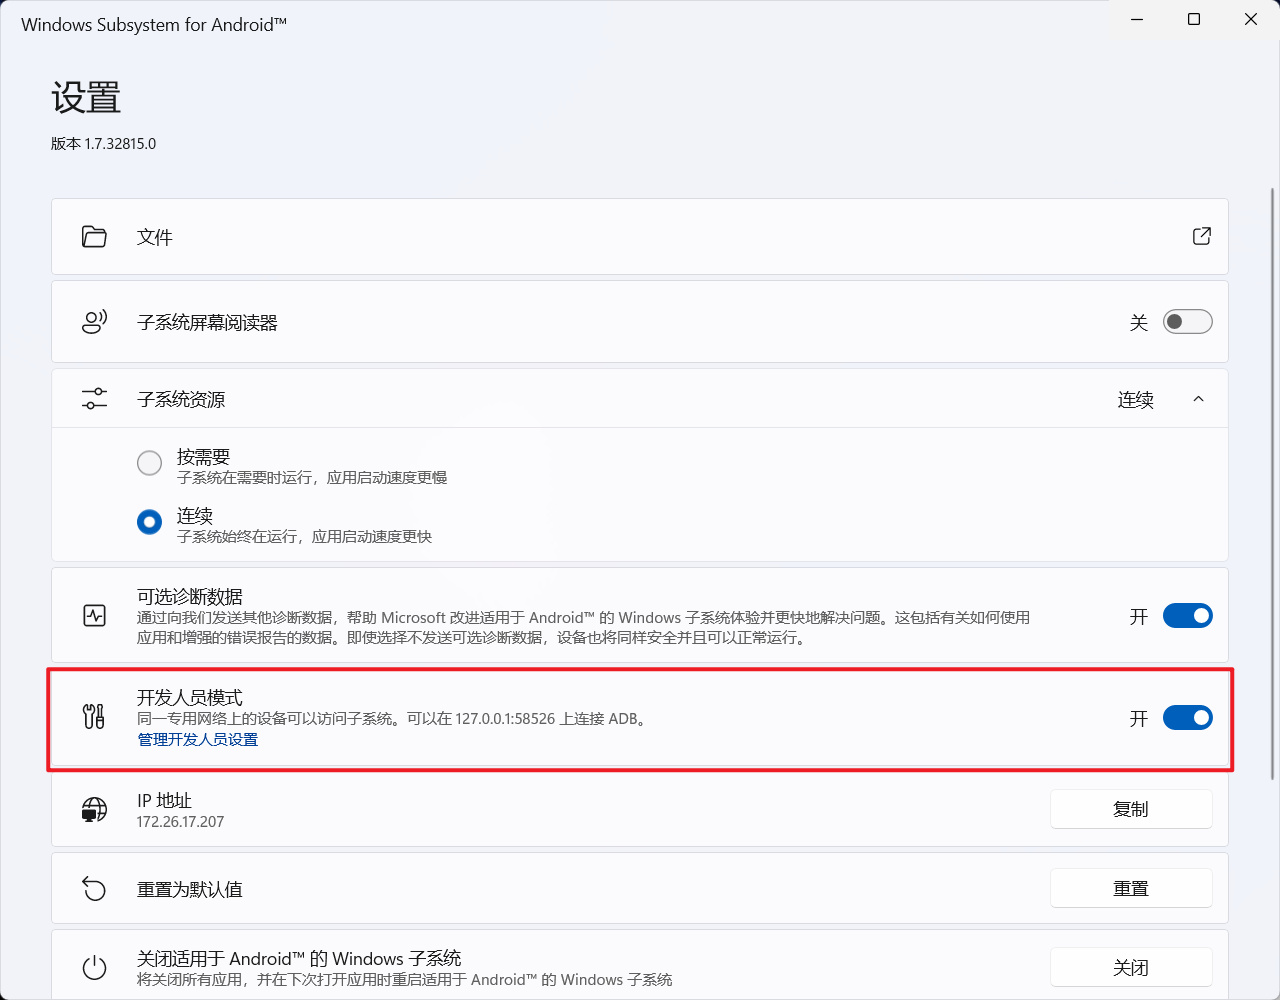 Windows Subsystem for Android™
设置
版本 1.7.32815.0
文件
子系统屏幕阅读器
关
子系统资源
连续
按需要
子系统在需要时运行，应用启动速度更慢
连续
子系统始终在运行，应用启动速度更快
可选诊断数据
通过向我们发送其他诊断数据，帮助 Microsoft 改进适用于 Android™ 的 Windows 子系统体验并更快地解决问题。这包括有关如何使用
应用和增强的错误报告的数据。即使选择不发送可选诊断数据，设备也将同样安全并且可以正常运行。
开
开发人员模式
同一专用网络上的设备可以访问子系统。可以在 127.0.0.1:58526 上连接 ADB。
管理开发人员设置
开
IP 地址
172.26.17.207
复制
重置为默认值
重置
关闭适用于 Android™ 的 Windows 子系统
将关闭所有应用，并在下次打开应用时重启适用于 Android™ 的 Windows 子系统
关闭